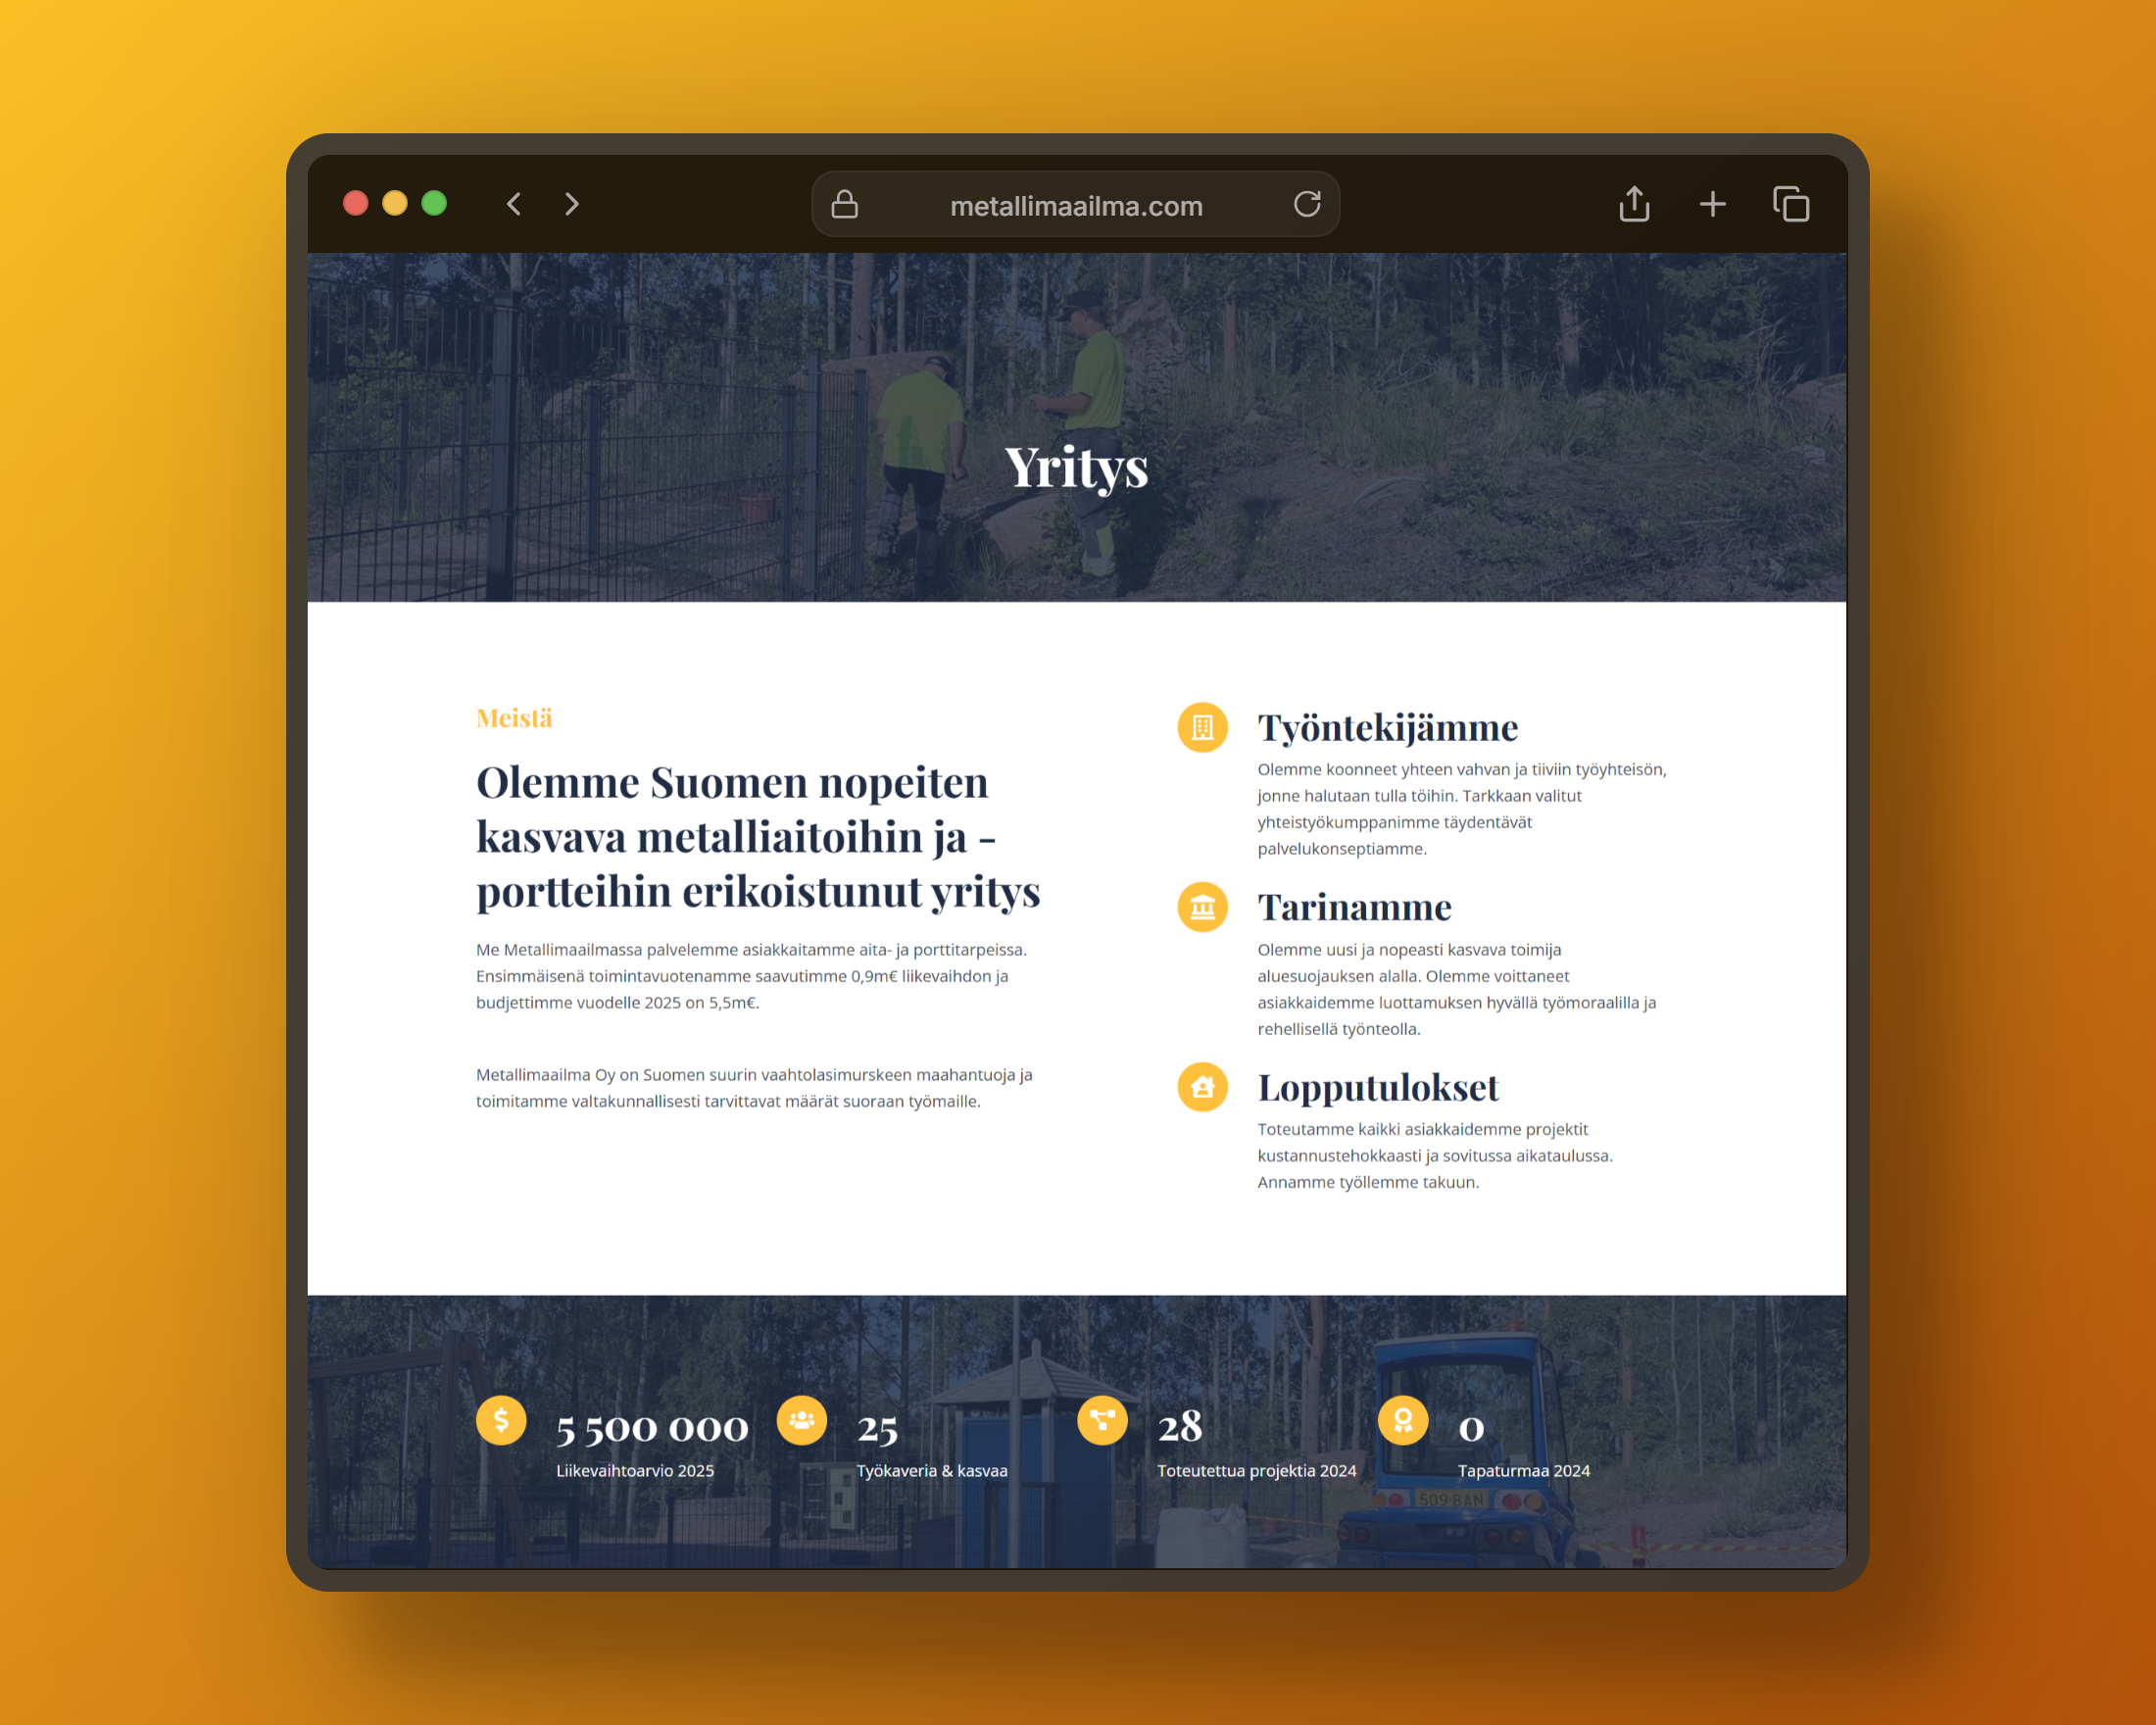 metallimaailma.com
Yritys
Meistä
Olemme Suomen nopeiten
kasvava metalliaitoihin ja -
portteihin erikoistunut yritys
Me Metallimaailmassa palvelemme asiakkaitamme aita- ja porttitarpeissa.
Ensimmäisenä toimintavuotenamme saavutimme 0,9m€ liikevaihdon ja
budjettimme vuodelle 2025 on 5,5m€.
Metallimaailma Oy on Suomen suurin vaahtolasimurskeen maahantuoja ja
toimitamme valtakunnallisesti tarvittavat määrät suoraan työmaille.
Työntekijämme
Olemme koonneet yhteen vahvan ja tiiviin työyhteisön,
jonne halutaan tulla töihin. Tarkkaan valitut
yhteistyökumppanimme täydentävät
palvelukonseptiamme.
Tarinamme
Olemme uusi ja nopeasti kasvava toimija
aluesuojauksen alalla. Olemme voittaneet
asiakkaidemme luottamuksen hyvällä työmoraalilla ja
rehellisellä työnteolla.
Lopputulokset
Toteutamme kaikki asiakkaidemme projektit
kustannustehokkaasti ja sovitussa aikataulussa.
Annamme työllemme takuun.
5 500 000
Liikevaihtoarvio 2025
25
Työkaveria & kasvaa
28
Toteutettua projektia 2024
0
Tapaturmaa 2024
509 BAN